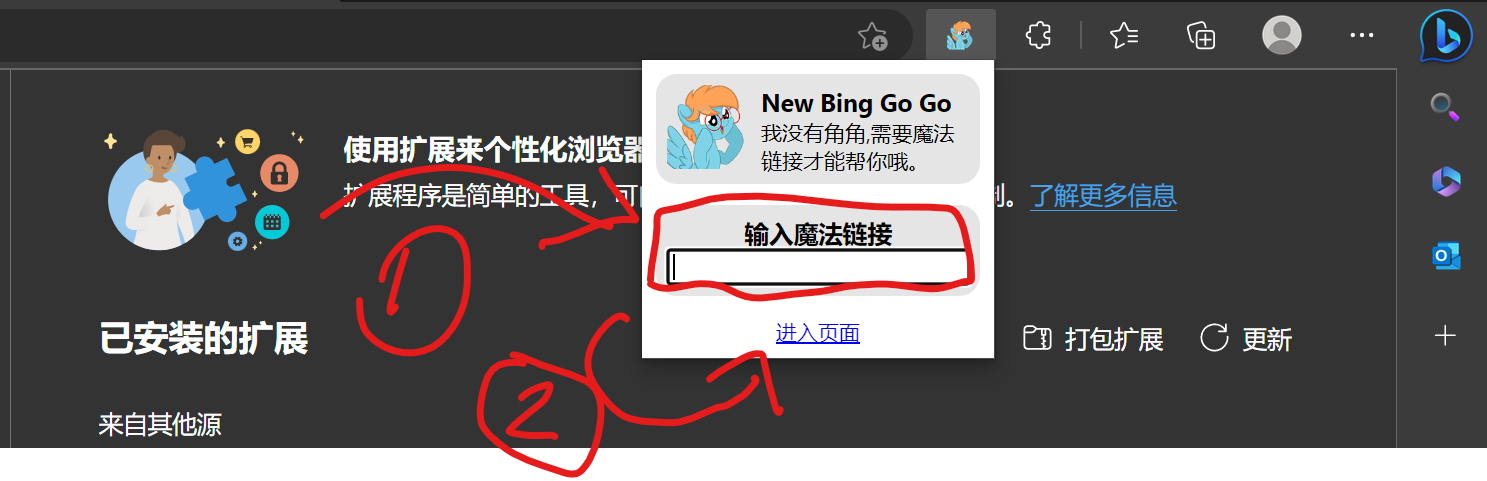 New Bing Go Go
我没有角角,需要魔法
链接才能帮你哦。
使用扩展来个性化浏览器
扩展程序是简单的工具，可
制。了解更多信息
输入魔法链接
进入页面
1
2
已安装的扩展
打包扩展
更新
来自其他源